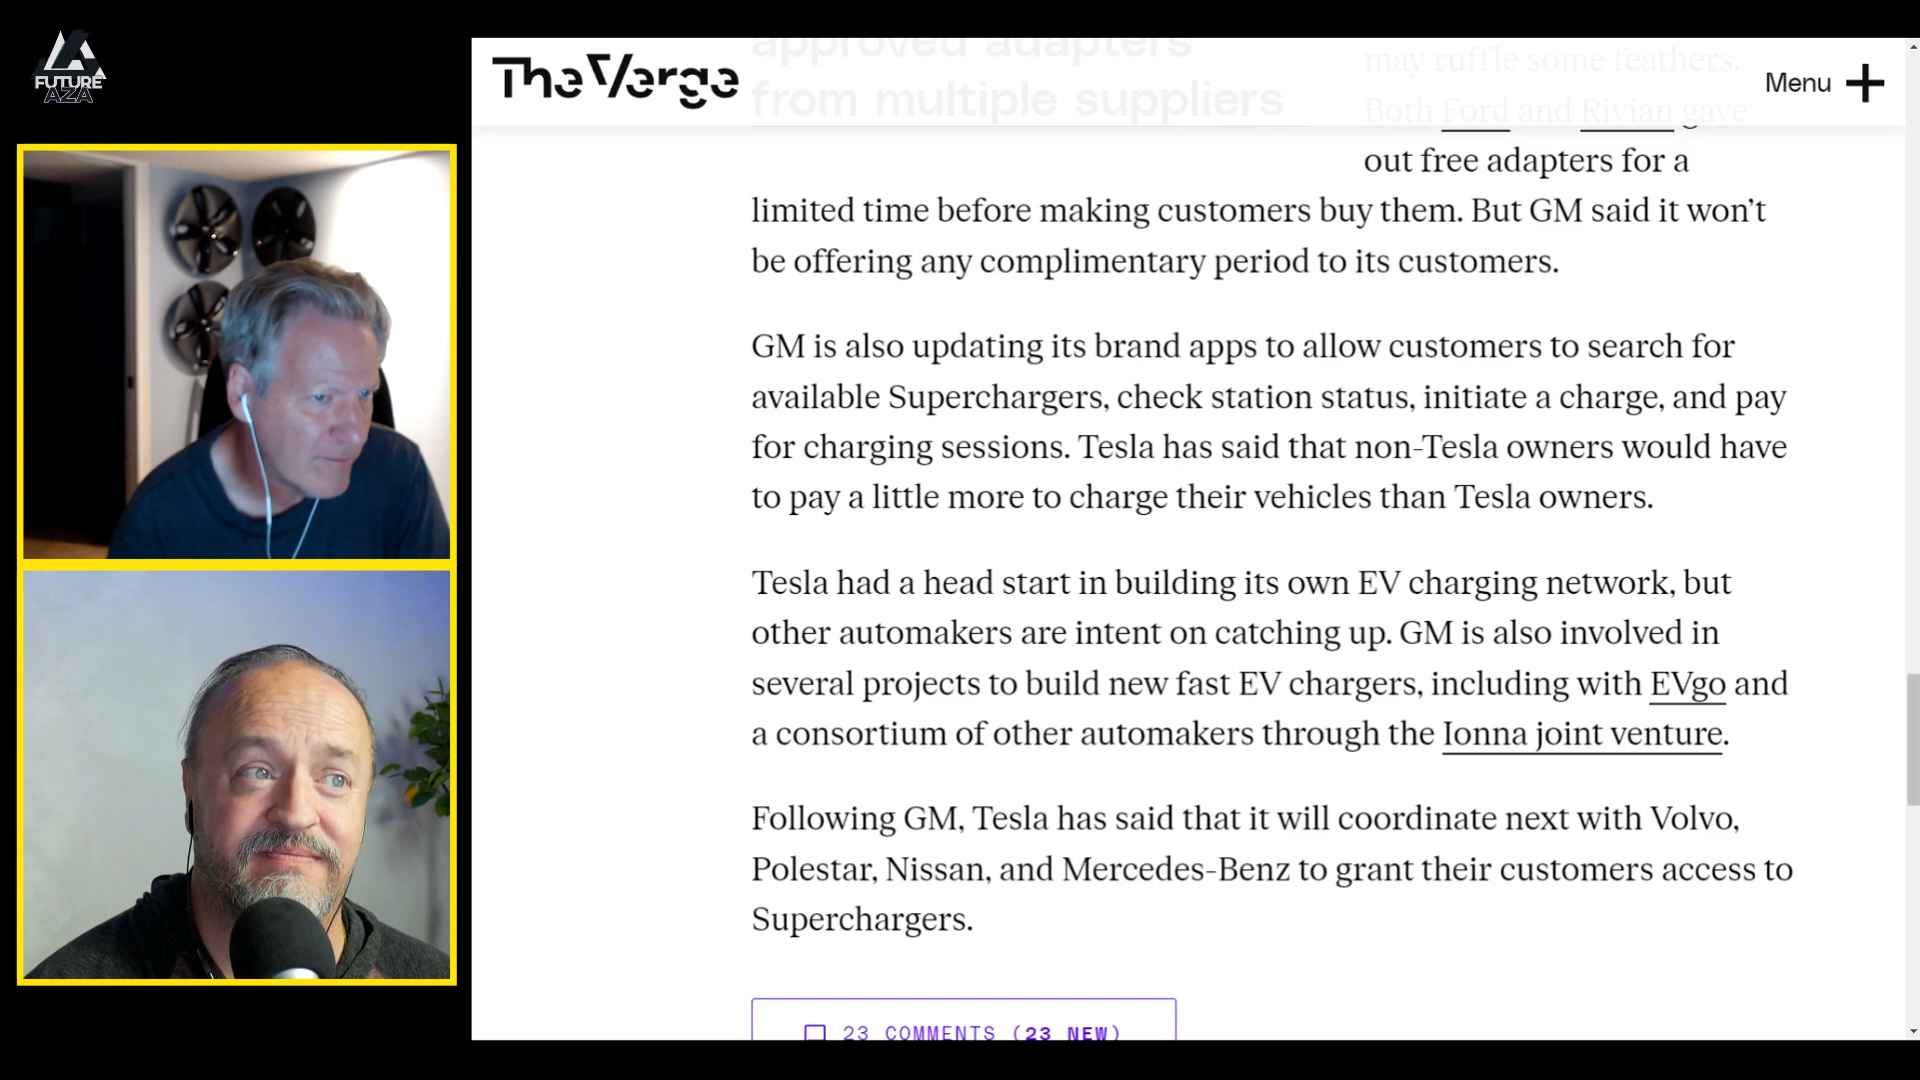 FUTURE
AZA
The Verge
Menu
approved adapters
from multiple suppliers
may ruffle some feathers.
Both Ford and Rivian gave
out free adapters for a
limited time before making customers buy them. But GM said it won’t
be offering any complimentary period to its customers.
GM is also updating its brand apps to allow customers to search for
available Superchargers, check station status, initiate a charge, and pay
for charging sessions. Tesla has said that non-Tesla owners would have
to pay a little more to charge their vehicles than Tesla owners.
Tesla had a head start in building its own EV charging network, but
other automakers are intent on catching up. GM is also involved in
several projects to build new fast EV chargers, including with EVgo and
a consortium of other automakers through the Ionna joint venture.
Following GM, Tesla has said that it will coordinate next with Volvo,
Polestar, Nissan, and Mercedes-Benz to grant their customers access to
Superchargers.
23 COMMENTS (23 NEW)